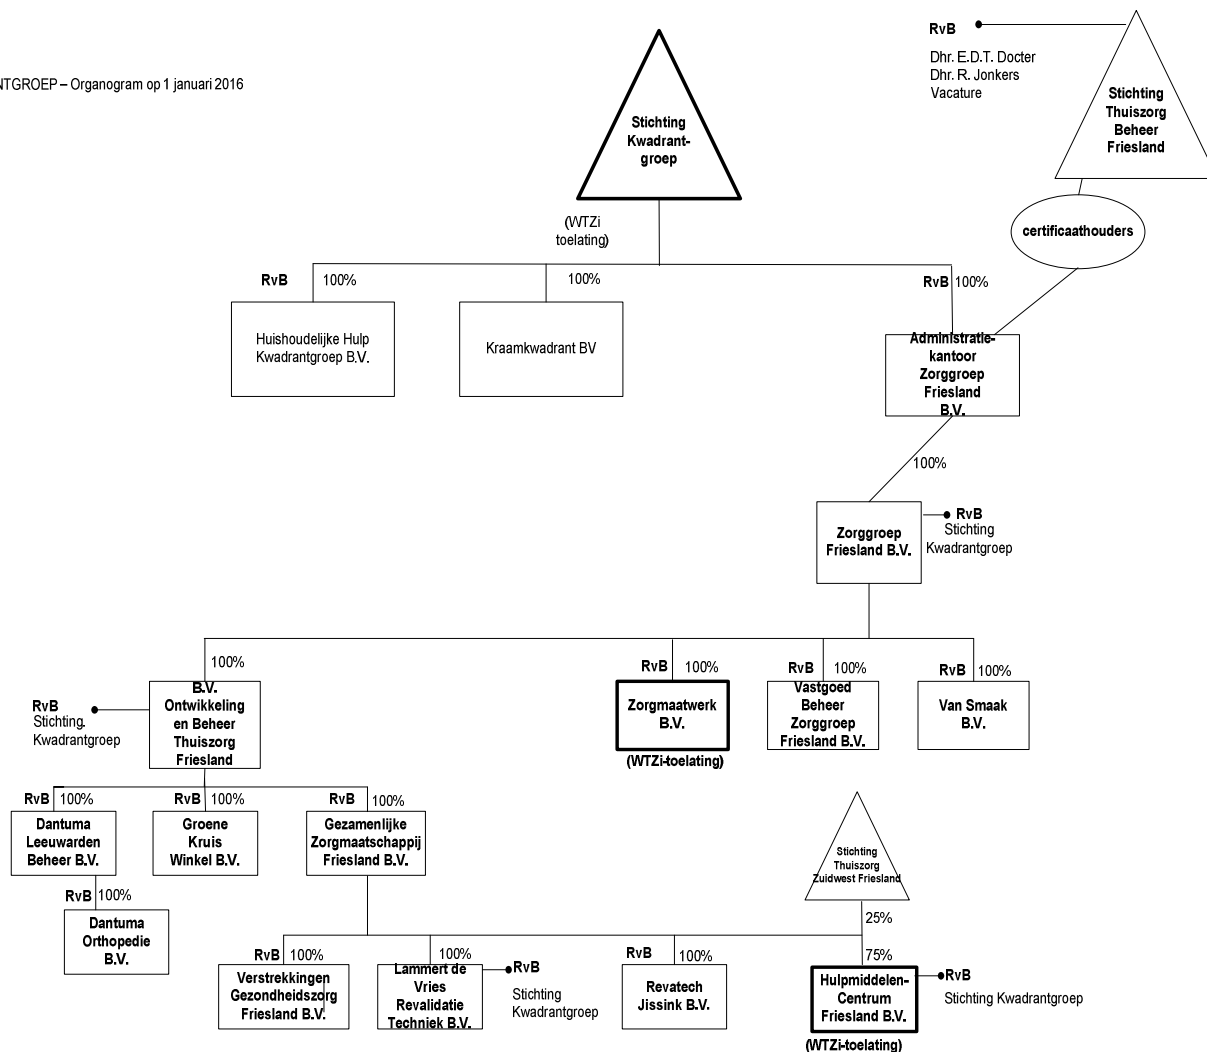 NTGROEP – Organogram op 1 januari 2016
RvB
Dhr. E.D.T. Docter
Dhr. R. Jonkers
Vacature
Stichting
Thuiszorg
Beheer
Friesland
Stichting
Kwadrant-
groep
certificaathouders
(WTZi
toelating)
RvB 100%
100%
RvB 100%
Huishoudelijke Hulp
Kwadrantgroep B.V.
Kraamkwadrant BV
Administratie-
kantoor
Zorggroep
Friesland
B.V.
100%
Zorggroep
Friesland B.V.
RvB
Stichting
Kwadrantgroep
100%
RvB 100%
RvB 100%
RvB 100%
RvB
Stichting.
Kwadrantgroep
B.V.
Ontwikkeling
en Beheer
Thuiszorg
Friesland
Zorgmaatwerk
B.V.
(WTZi-toelating)
Vastgoed
Beheer
Zorggroep
Friesland B.V.
Van Smaak
B.V.
RvB 100%
RvB 100%
RvB 100%
Dantuma
Leeuwarden
Beheer B.V.
Groene
Kruis
Winkel B.V.
Gezamenlijke
Zorgmaatschappij
Friesland B.V.
Stichting
Thuiszorg
Zuidwest Friesland
RvB 100%
Dantuma
Orthopedie
B.V.
25%
RvB 100%
100%
RvB 100%
75%
Verstrekkingen
Gezondheidszorg
Friesland B.V.
Lammert de
Vries
Revalidatie
Techniek B.V.
RvB
Stichting
Kwadrantgroep
Revatech
Jissink B.V.
Hulpmiddelen-
Centrum
Friesland B.V.
(WTZi-toelating)
RvB
Stichting Kwadrantgroep